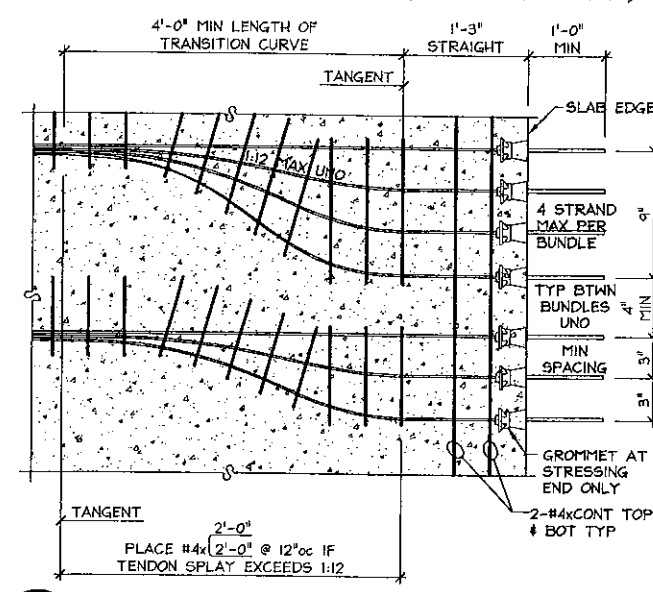 4'-0" MIN LENGTH OF
TRANSITION CURVE
1'-3"
STRAIGHT
1'-0"
MIN
TANGENT
SLAB EDGE
1:12 MAX UNO
9"
4 STRAND
MAX PER
BUNDLE
TYP BTWN
BUNDLES
UNO
4"
MIN
MIN
SPACING
3"
3"
GROMMET AT
STRESSING
END ONLY
2-#4xCONT TOP
& BOT TYP
TANGENT
2'-0"
PLACE #4x 2'-0" @ 12"oc IF
TENDON SPLAY EXCEEDS 1:12